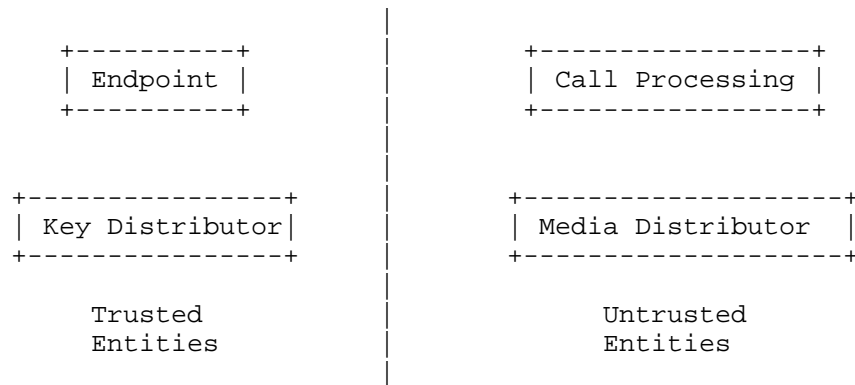 Endpoint
Call Processing
Key Distributor
Media Distributor
Trusted
Entities
Untrusted
Entities